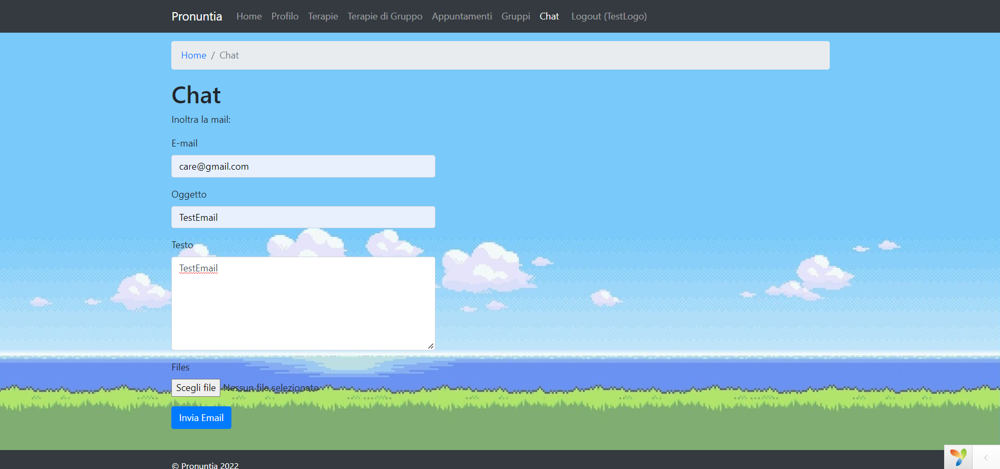 Pronuntia Home Profilo Terapie Terapie di Gruppo Appuntamenti Gruppi Chat Logout (TestLogo)
Home / Chat
Chat
Inoltra la mail:
E-mail
care@gmail.com
Oggetto
TestEmail
Testo
TestEmail
Files
Scegli file Nessun file selezionato
Invia Email
© Pronuntia 2022